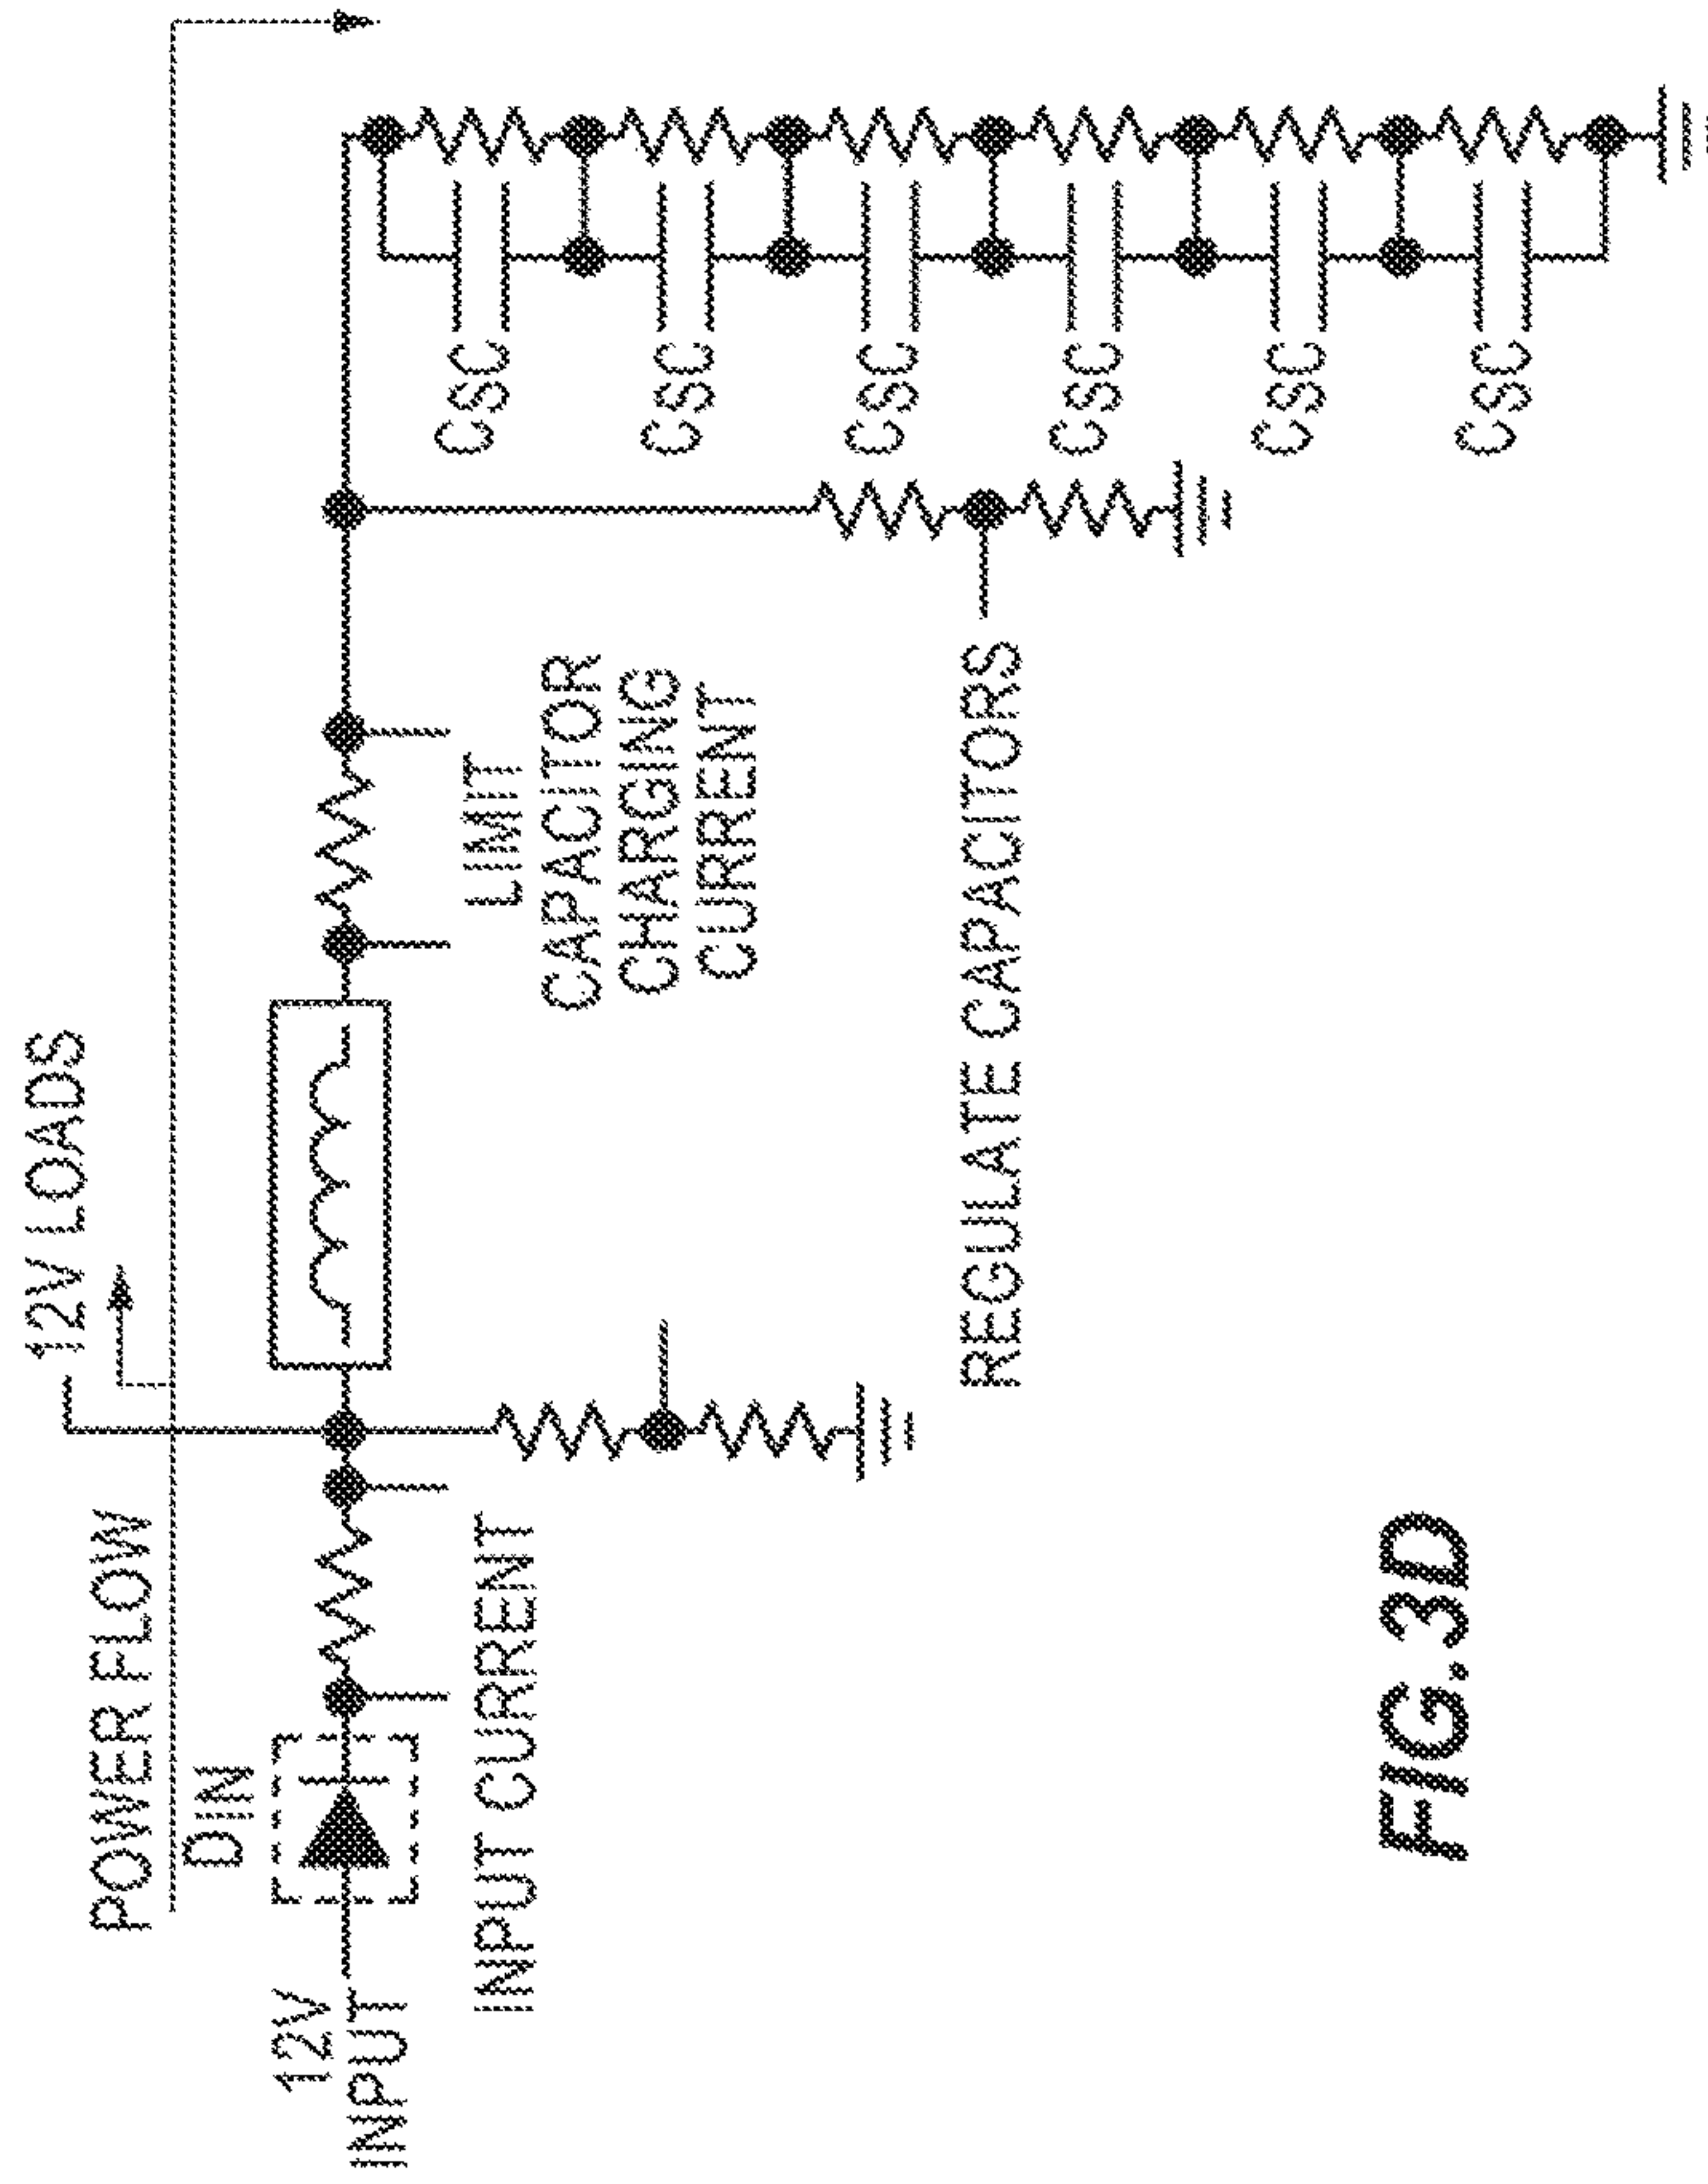 12V LOADS
POWER FLOW
DIN
12V
INPUT
INPUT CURRENT
LIMIT
CAPACITOR
CHARGING
CURRENT
REGULATE CAPACITORS
CSC
CSC
CSC
CSC
CSC
CSC
FIG. 3D